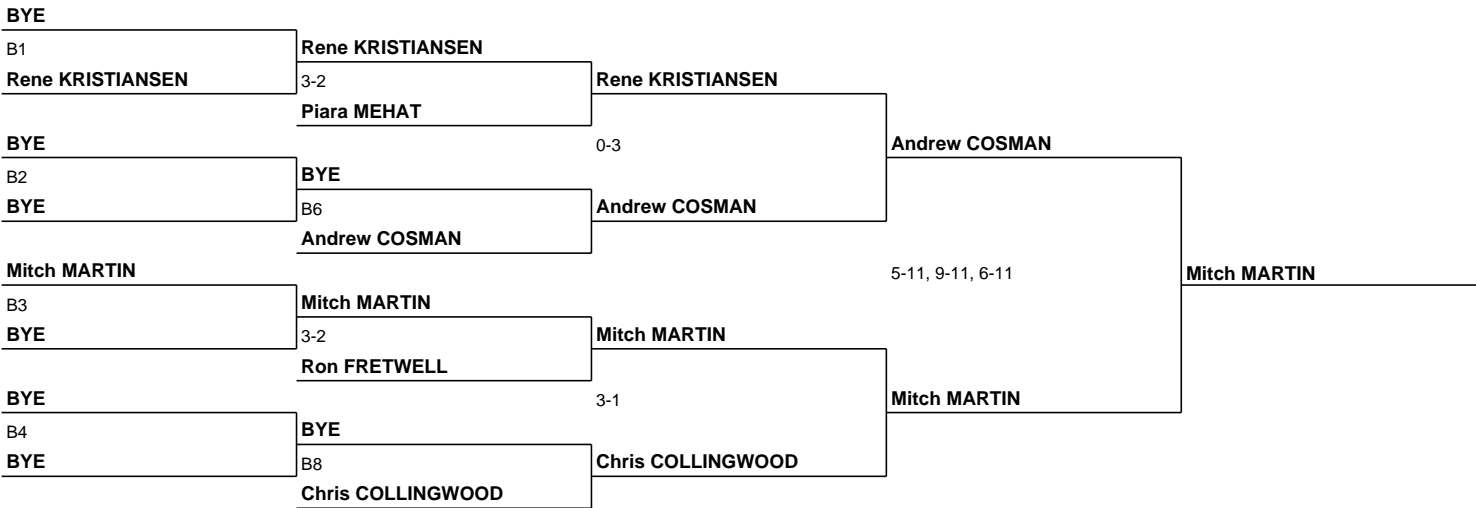 BYE
B1
Rene KRISTIANSEN
Rene KRISTIANSEN
3-2
Rene KRISTIANSEN
Piara MEHAT
BYE
0-3
Andrew COSMAN
B2
BYE
BYE
B6
Andrew COSMAN
Andrew COSMAN
Mitch MARTIN
5-11, 9-11, 6-11
Mitch MARTIN
B3
Mitch MARTIN
BYE
3-2
Mitch MARTIN
Ron FRETWELL
BYE
3-1
Mitch MARTIN
B4
BYE
BYE
B8
Chris COLLINGWOOD
Chris COLLINGWOOD